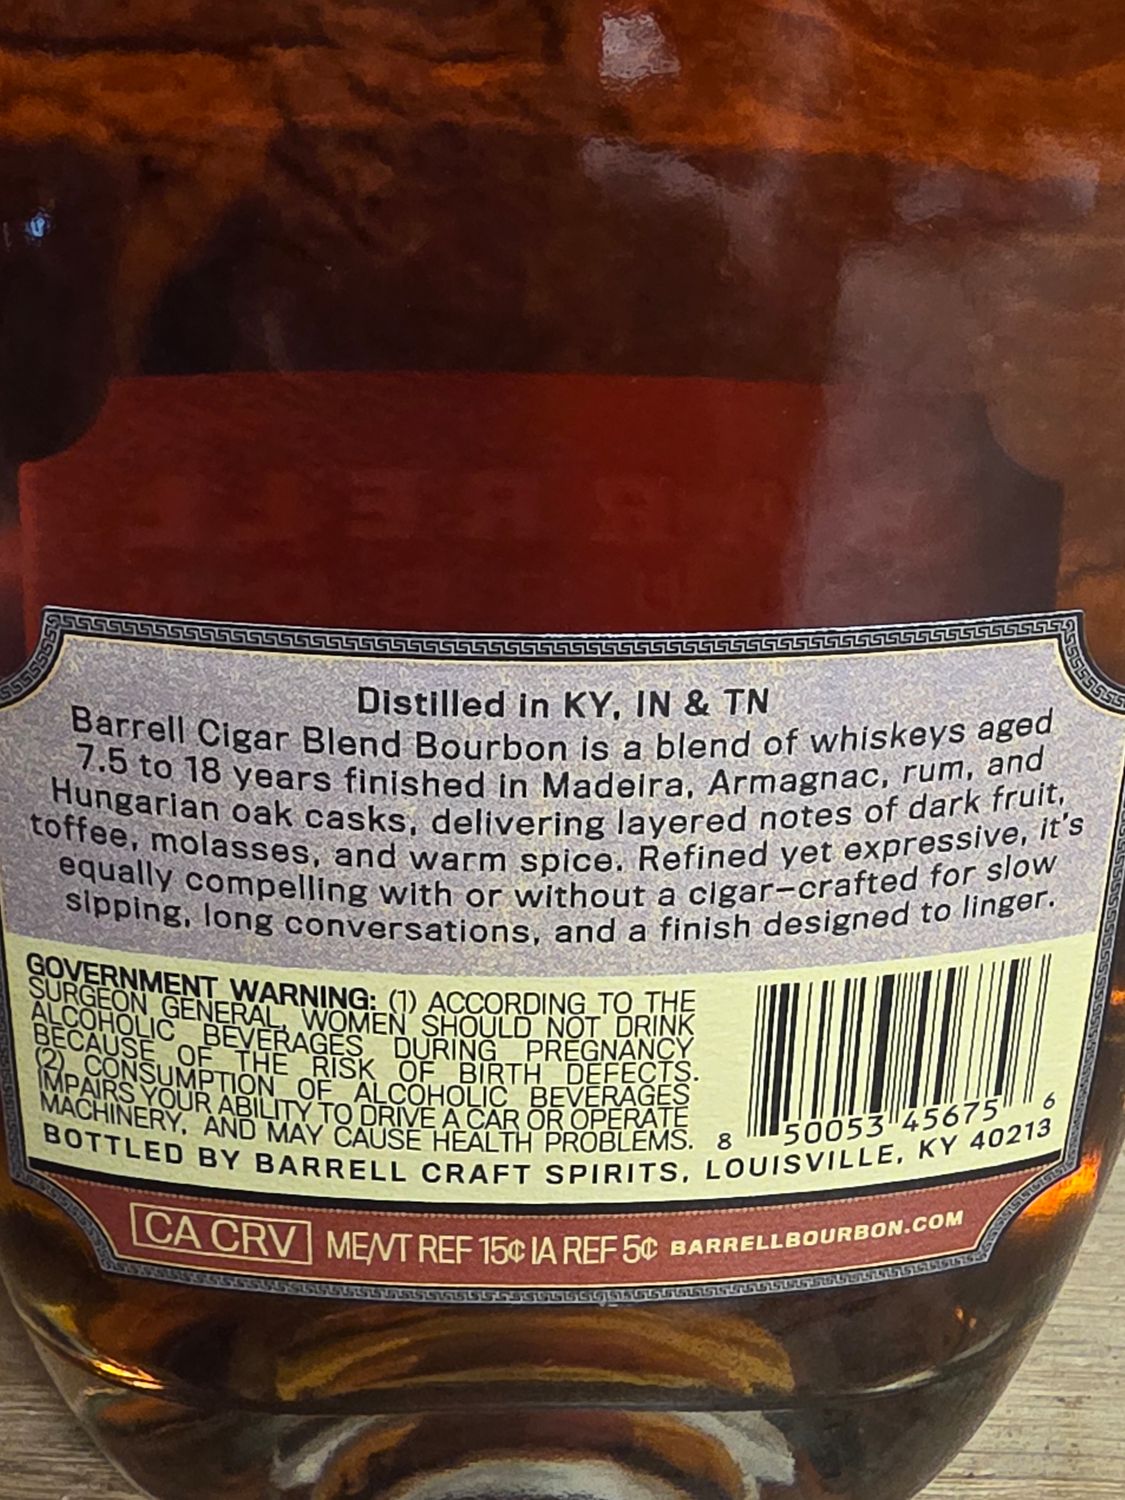 Distilled in KY, IN & TN
Barrell Cigar Blend Bourbon is a blend of whiskeys aged
7.5 to 18 years finished in Madeira, Armagnac, rum, and
Hungarian oak casks, delivering layered notes of dark fruit,
toffee, molasses, and warm spice. Refined yet expressive, it's
equally compelling with or without a cigar–crafted for slow
sipping, long conversations, and a finish designed to linger.
GOVERNMENT WARNING: (1) ACCORDING TO THE
SURGEON GENERAL, WOMEN SHOULD NOT DRINK
ALCOHOLIC BEVERAGES DURING PREGNANCY
BECAUSE OF THE RISK OF BIRTH DEFECTS.
(2) CONSUMPTION OF ALCOHOLIC BEVERAGES
IMPAIRS YOUR ABILITY TO DRIVE A CAR OR OPERATE
MACHINERY, AND MAY CAUSE HEALTH PROBLEMS.
8 50053 45675 6
BOTTLED BY BARRELL CRAFT SPIRITS, LOUISVILLE, KY 40213
CA CRV ME/VT REF 15¢ IA REF 5¢ BARRELLBOURBON.COM